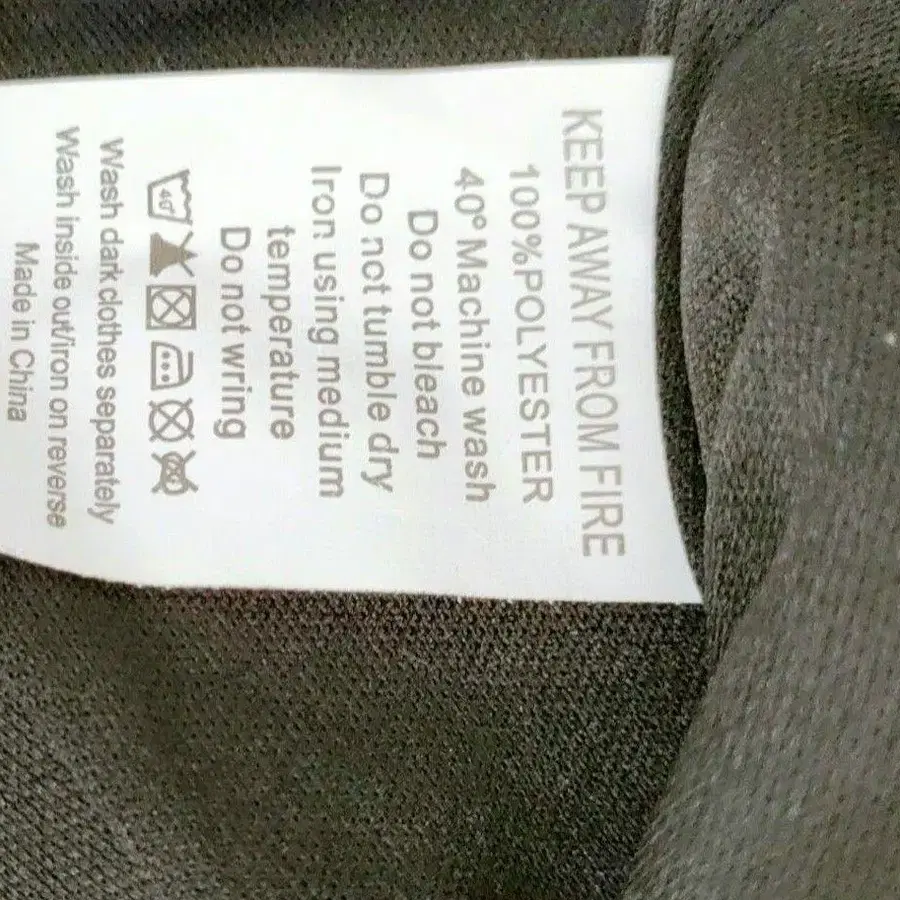 KEEP AWAY FROM FIRE
100%POLYESTER
40° Machine wash
Do not bleach
Do not tumble dry
Iron using medium
temperature
Do not wring
40°
Wash dark clothes separately
Wash inside out/iron on reverse
Made in China